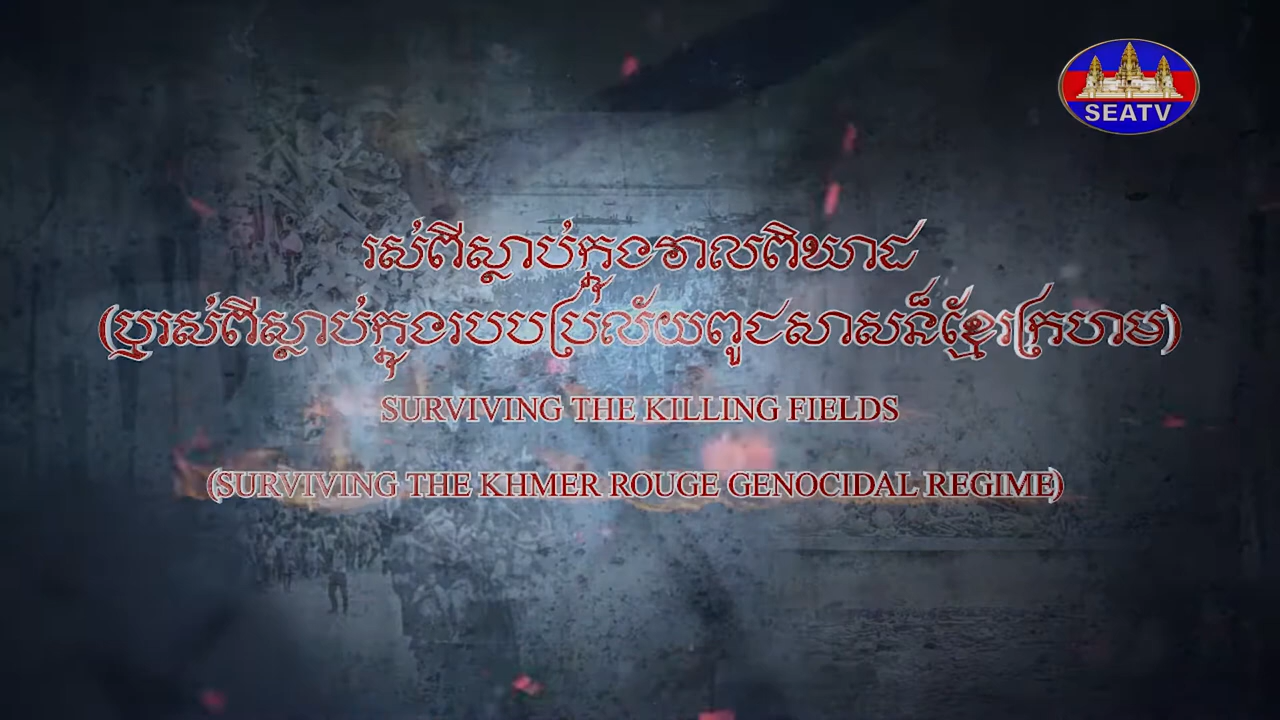 SEATV
រស់ពីស្លាប់ក្នុងវាលពិឃាដ
(ឬរស់ពីស្លាប់ក្នុងរបបប្រល័យពូជសាសន៍ខ្មែរក្រហម)
SURVIVING THE KILLING FIELDS
(SURVIVING THE KHMER ROUGE GENOCIDAL REGIME)